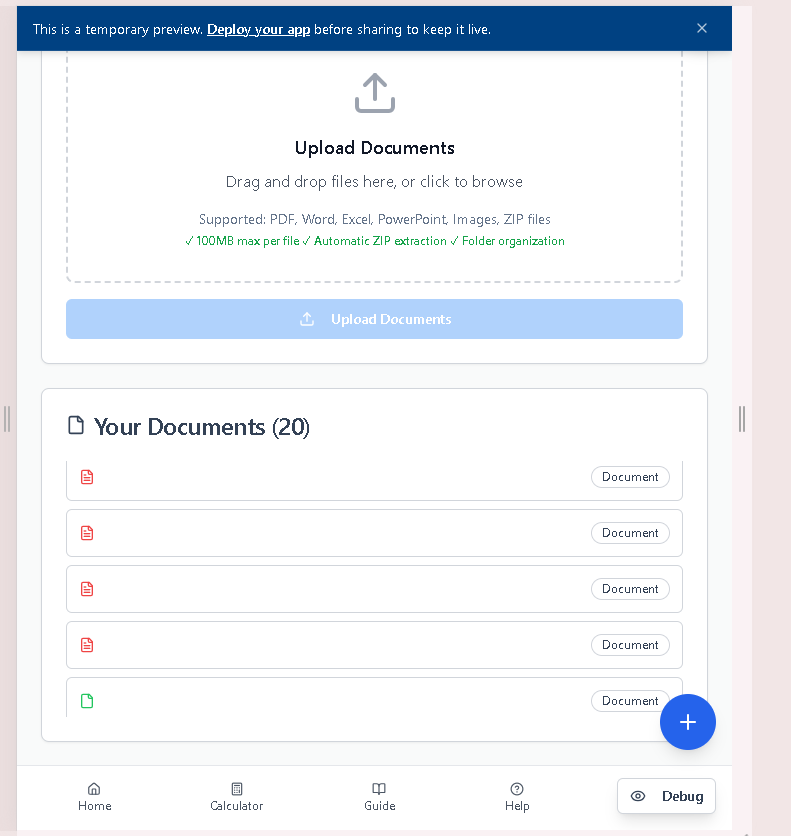 This is a temporary preview. Deploy your app before sharing to keep it live.
Upload Documents
Drag and drop files here, or click to browse
Supported: PDF, Word, Excel, PowerPoint, Images, ZIP files
✓ 100MB max per file ✓ Automatic ZIP extraction ✓ Folder organization
Upload Documents
Your Documents (20)
Document
Document
Document
Document
Document
Home
Calculator
Guide
Help
Debug